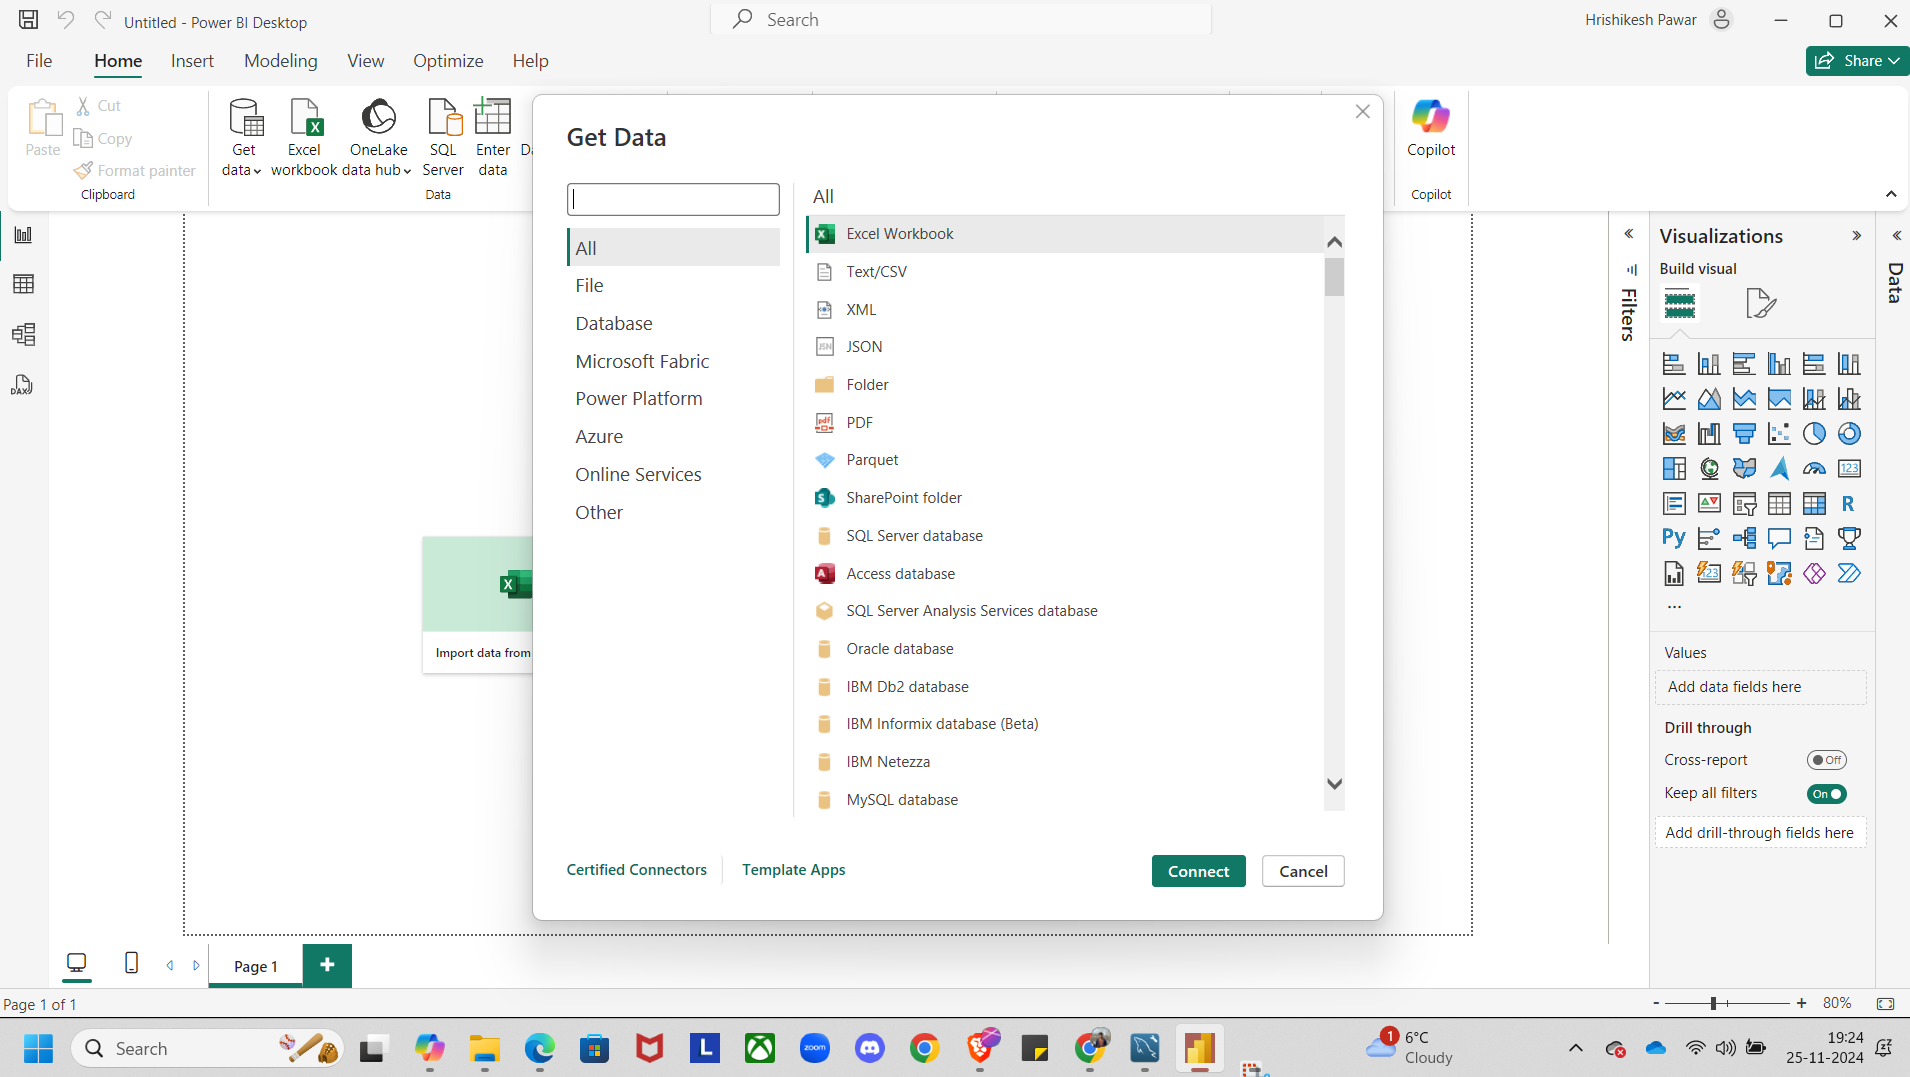 Untitled - Power BI Desktop
Search
Hrishikesh Pawar
File
Home
Insert
Modeling
View
Optimize
Help
Share
Paste
Cut
Copy
Format painter
Clipboard
Get data
Excel workbook
OneLake data hub
SQL Server
Enter data
Data
Copilot
Copilot
Get Data
All
File
Database
Microsoft Fabric
Power Platform
Azure
Online Services
Other
All
Excel Workbook
Text/CSV
XML
JSON
Folder
PDF
Parquet
SharePoint folder
SQL Server database
Access database
SQL Server Analysis Services database
Oracle database
IBM Db2 database
IBM Informix database (Beta)
IBM Netezza
MySQL database
Certified Connectors
Template Apps
Connect
Cancel
Import data from
Filters
Visualizations
Build visual
123
R
Py
123
...
Values
Add data fields here
Drill through
Cross-report
Off
Keep all filters
On
Add drill-through fields here
Data
DAX
Page 1
+
Page 1 of 1
- + 80%
Search
L
zoom
1
6°C
Cloudy
19:24
25-11-2024